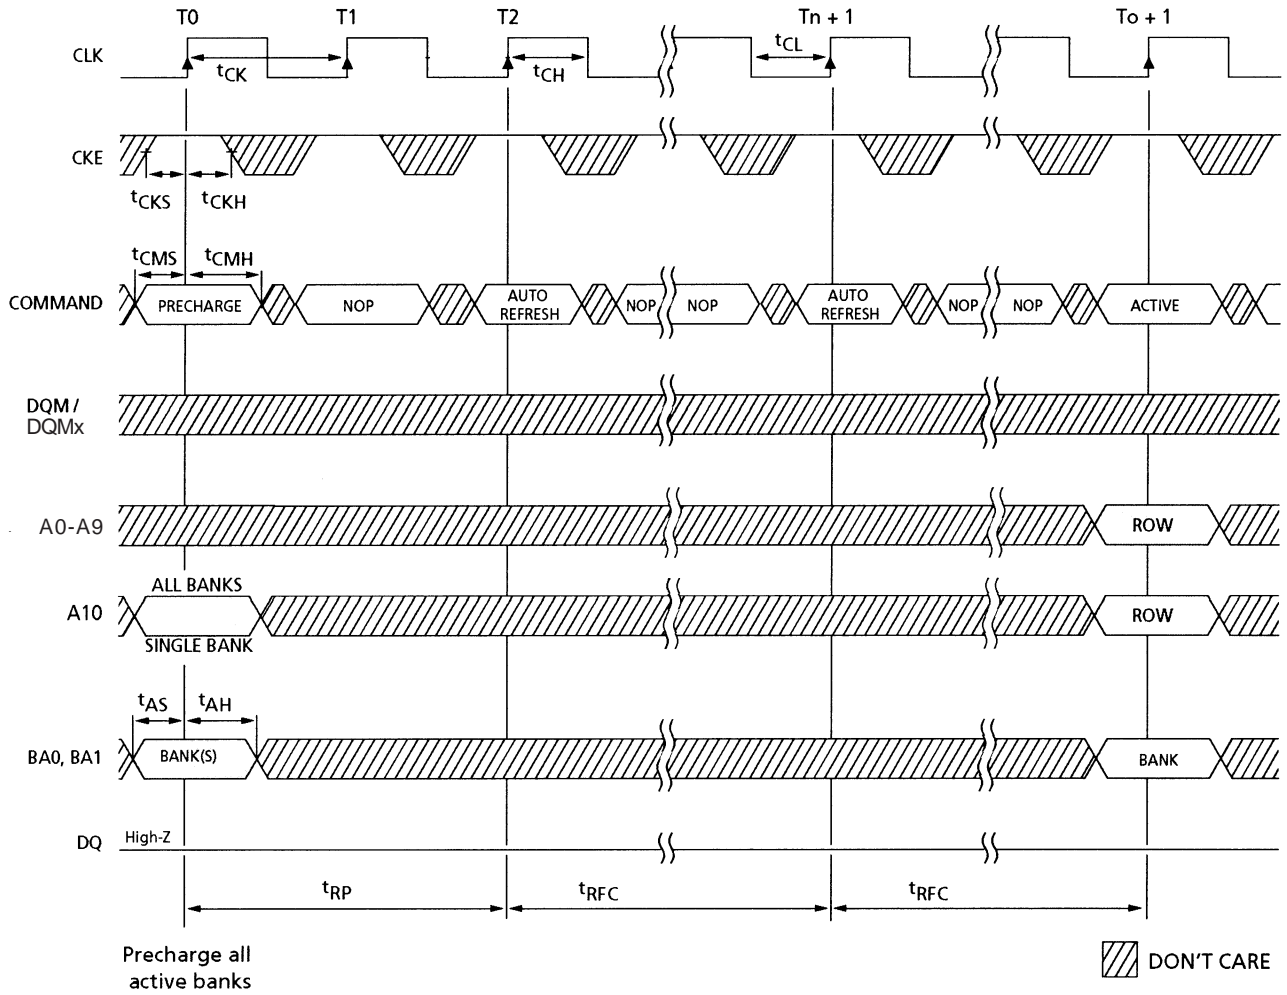 T0 T1 T2 Tn + 1 To + 1
CLK
tCK tCH tCL
CKE
tCKS tCKH
tCMS tCMH
COMMAND PRECHARGE NOP AUTO REFRESH NOP NOP AUTO REFRESH NOP NOP ACTIVE
DQM /
DQMx
A0-A9 ROW
ALL BANKS
A10 ROW
SINGLE BANK
tAS tAH
BA0, BA1 BANK(S) BANK
DQ High-Z
tRP tRFC tRFC
Precharge all
active banks
DON'T CARE